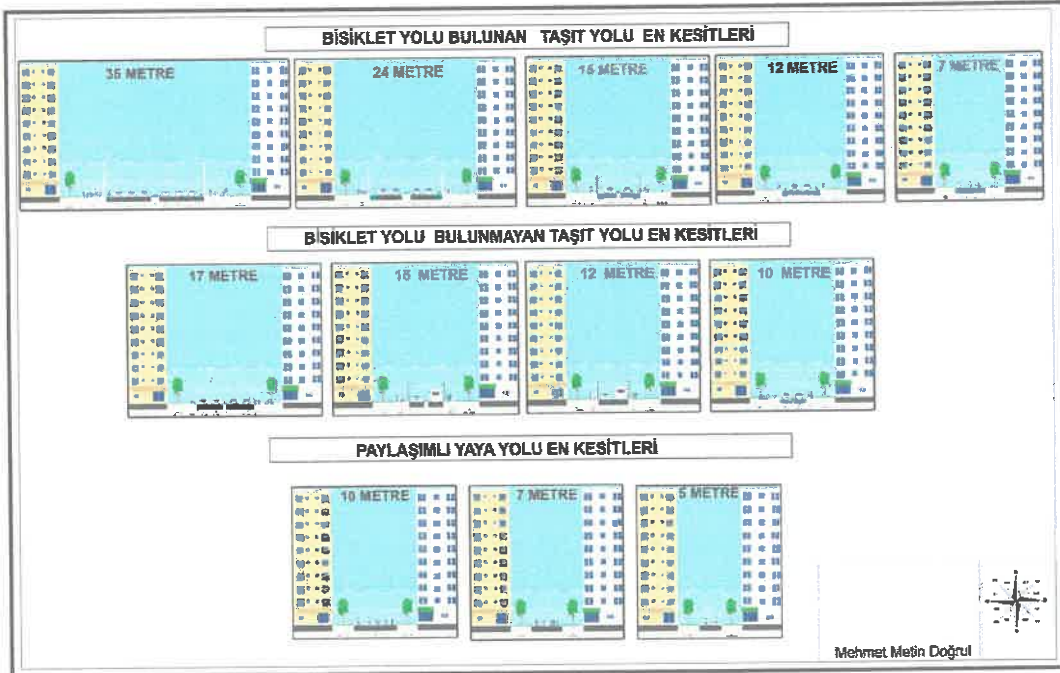 BİSİKLET YOLU BULUNAN TAŞIT YOLU EN KESİTLERİ
35 METRE
24 METRE
15 METRE
12 METRE
7 METRE
BİSİKLET YOLU BULUNMAYAN TAŞIT YOLU EN KESİTLERİ
17 METRE
15 METRE
12 METRE
10 METRE
PAYLAŞIMLI YAYA YOLU EN KESİTLERİ
10 METRE
7 METRE
5 METRE
Mehmet Metin Doğrul